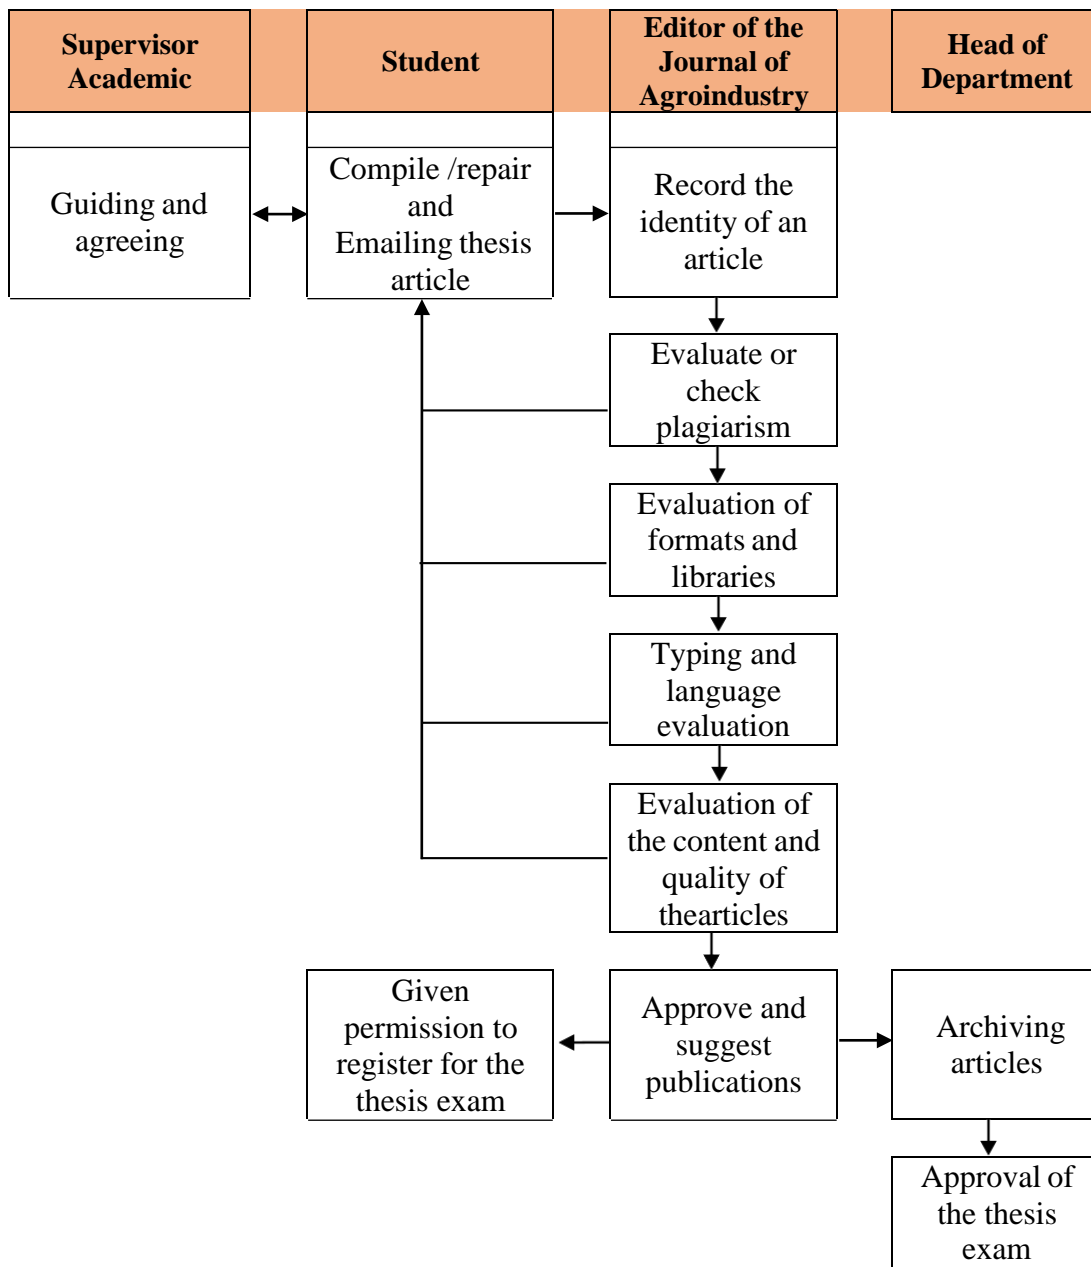 Supervisor
Academic
Student
Editor of the
Journal of
Agroindustry
Head of
Department
Guiding and
agreeing
Compile /repair
and
Emailing thesis
article
Record the
identity of an
article
Evaluate or
check
plagiarism
Evaluation of
formats and
libraries
Typing and
language
evaluation
Evaluation of
the content and
quality of
thearticles
Given
permission to
register for the
thesis exam
Approve and
suggest
publications
Archiving
articles
Approval of
the thesis
exam